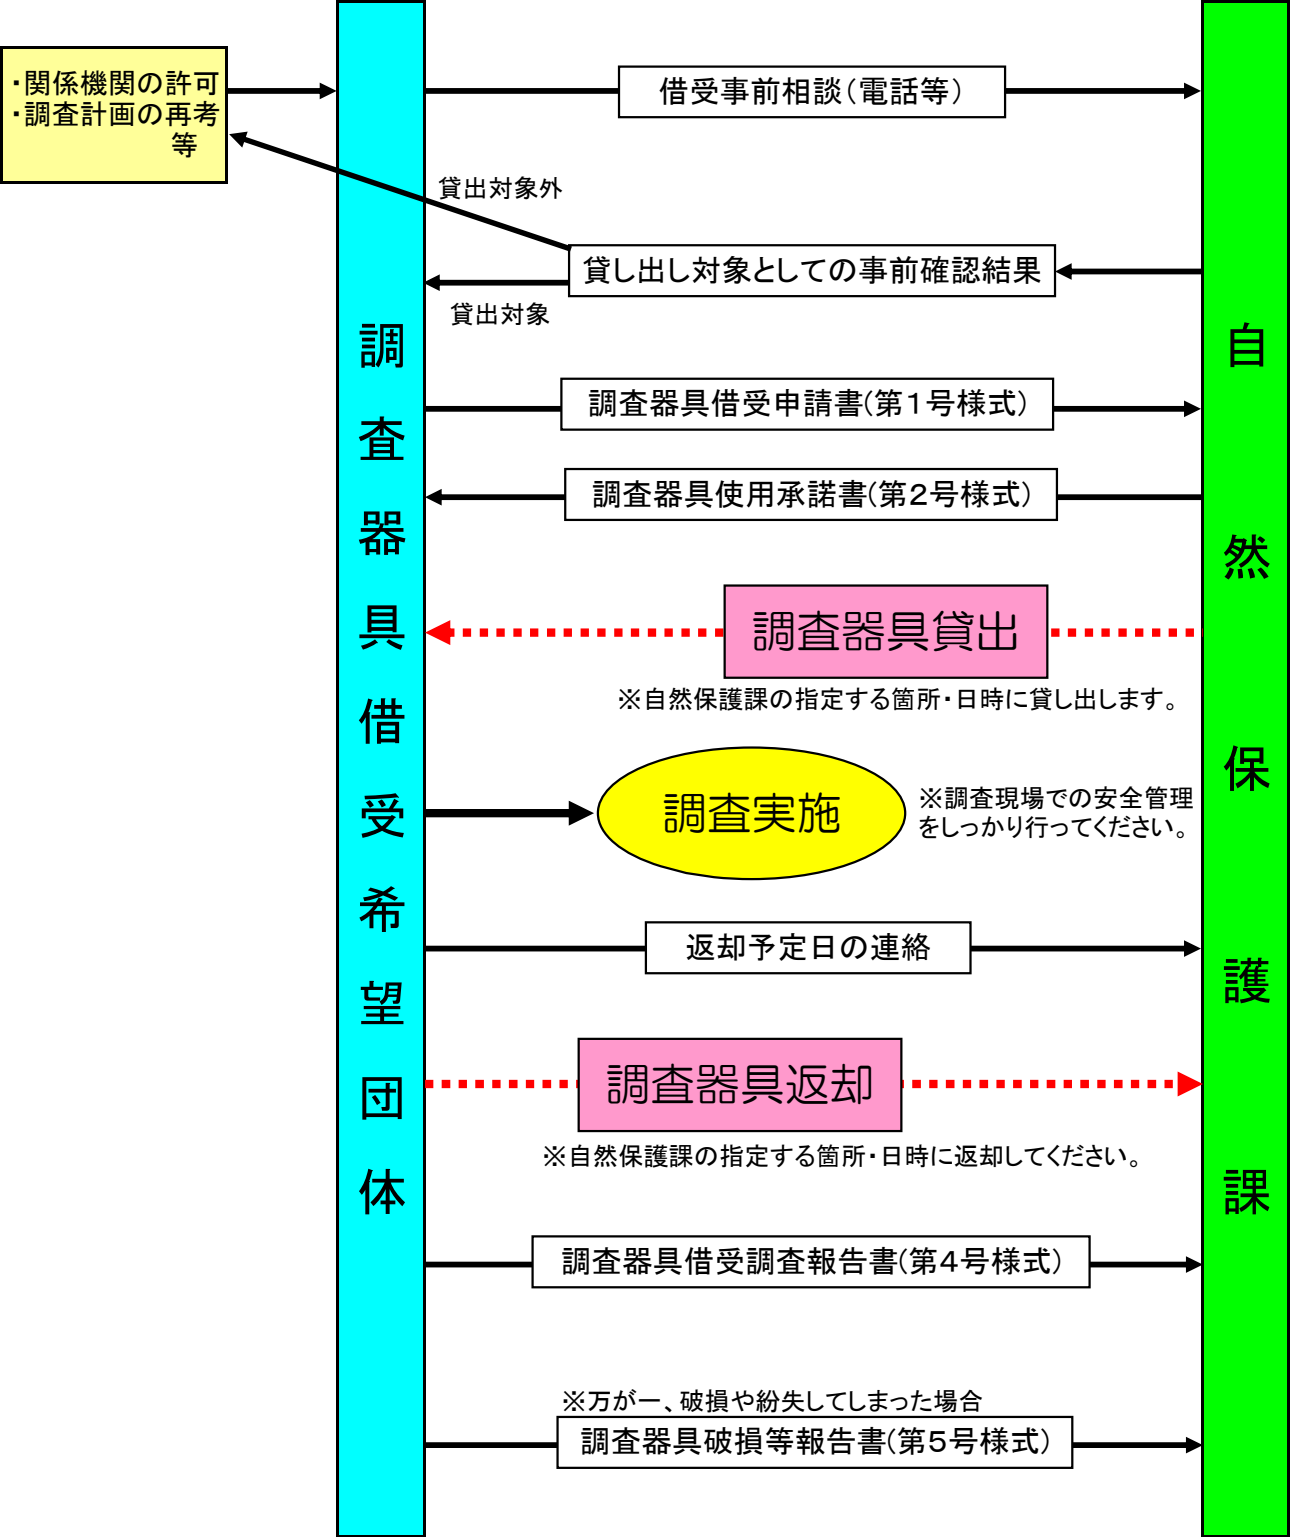 ・関係機関の許可
・調査計画の再考
等
借受事前相談（電話等）
貸出対象外
貸し出し対象としての事前確認結果
貸出対象
調査器具借受申請書(第１号様式)
調査器具使用承諾書(第２号様式)
調査器具貸出
※自然保護課の指定する箇所・日時に貸し出します。
調査実施
※調査現場での安全管理
をしっかり行ってください。
返却予定日の連絡
調査器具返却
※自然保護課の指定する箇所・日時に返却してください。
調査器具借受調査報告書(第４号様式)
※万が一、破損や紛失してしまった場合
調査器具破損等報告書(第５号様式)
調査器具借受希望団体
自然保護課